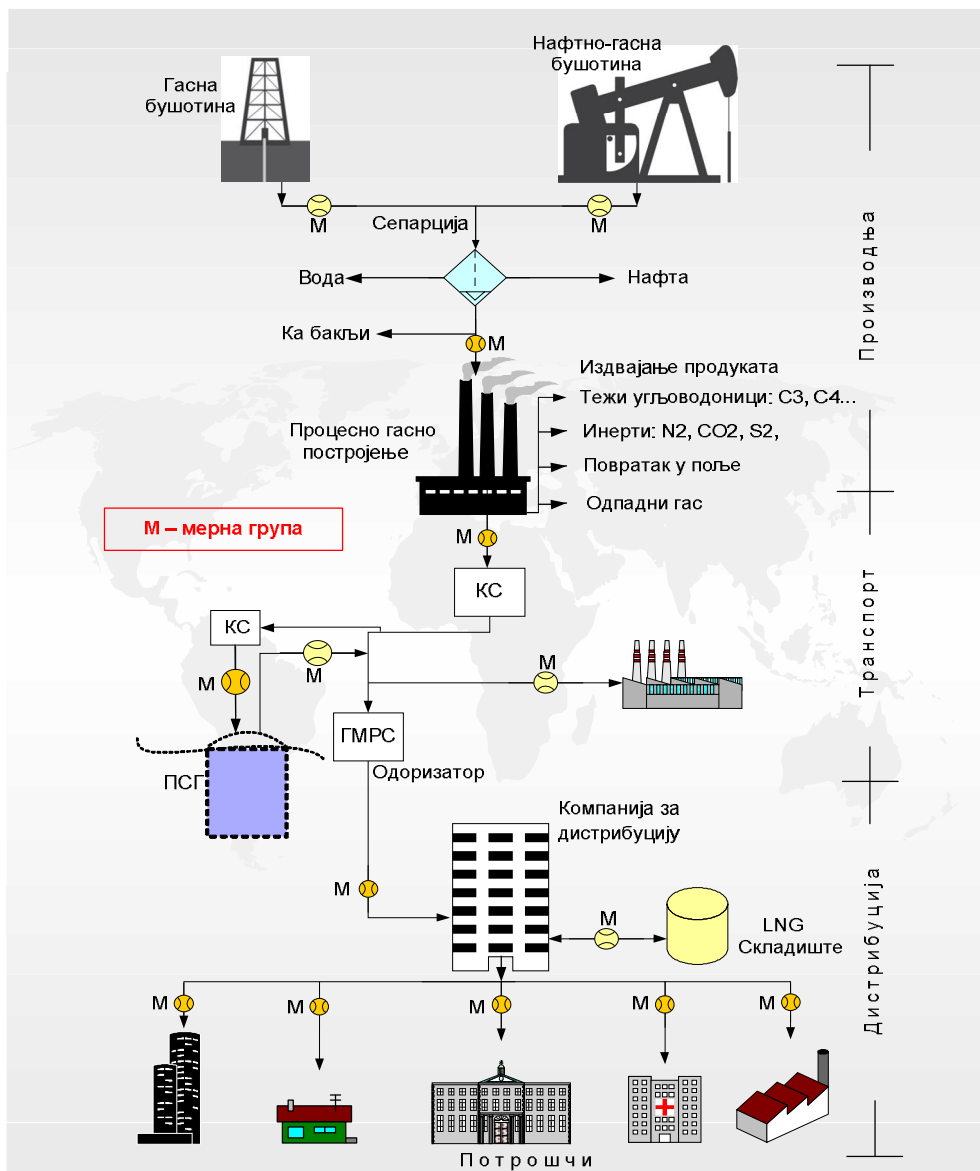 Гасна
бушотина
Нафтно-гасна
бушотина
М
М
Сепарција
Вода
Нафта
Ка бакљи
М
Производња
Издвајање продуката
Тежи угљоводоници: C3, C4...
Процесно гасно
постројење
Инерти: N2, CO2, S2,
Повратак у поље
Одпадни гас
М – мерна група
М
КС
Транспорт
КС
М
М
М
ГМРС
ПСГ
Одоризатор
Компанија за
дистрибуцију
М
М
LNG
Складиште
Дистрибуција
М
М
М
М
М
Потрошчи